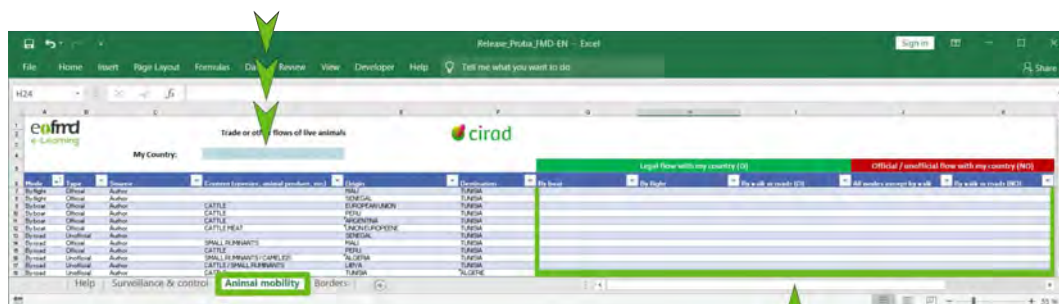 Release_Proba_FMD-EN - Excel
Sign in
File Home Insert Page Layout Formulas Data Review View Developer Help Tell me what you want to do Share
H24
eofmd
e-Learning
Trade or other flows of live animals
cirad
My Country:
Legal flow with my country (O) Official / unofficial flow with my country (NO)
Mode Type Source Content (species, animal product, etc.) Origin Destination By boat By flight By walk or roads (O) All modes except by walk By walk or roads (NO)
By flight Official Author MALI TUNISIA
By flight Official Author SENEGAL TUNISIA
By boat Official Author CATTLE EUROPEAN UNION TUNISIA
By boat Official Author CATTLE PERU TUNISIA
By boat Official Author CATTLE ARGENTINA TUNISIA
By boat Official Author CATTLE MEAT UNION EUROPEENE TUNISIA
By road Unofficial Author SENEGAL TUNISIA
By road Official Author SMALL RUMINANTS MALI TUNISIA
By road Official Author CATTLE PERU TUNISIA
By road Unofficial Author SMALL RUMINANTS / CAMELIDS ALGERIA TUNISIA
By road Unofficial Author CATTLE / SMALL RUMINANTS LIBYA TUNISIA
By road Unofficial Author TUNISIA ALGERIE
Help Surveillance & control Animal mobility Borders